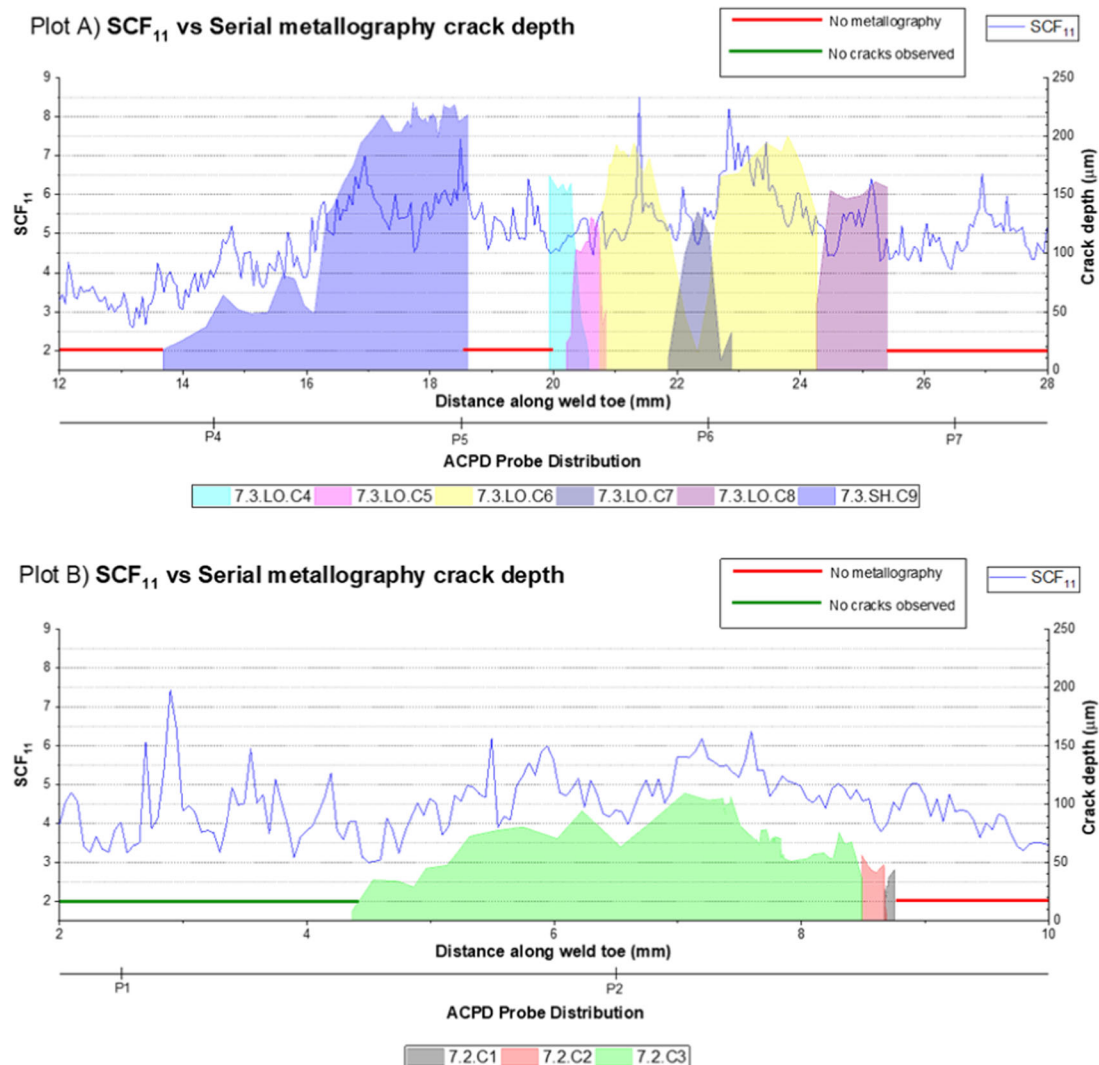 Plot A) SCF11 vs Serial metallography crack depth
No metallography
No cracks observed
SCF11
9
8
7
6
5
4
3
2
SCF11
250
200
150
100
50
0
Crack depth (μm)
12 14 16 18 20 22 24 26 28
Distance along weld toe (mm)
P4 P5 P6 P7
ACPD Probe Distribution
7.3.LO.C4 7.3.LO.C5 7.3.LO.C6 7.3.LO.C7 7.3.LO.C8 7.3.SH.C9
Plot B) SCF11 vs Serial metallography crack depth
No metallography
No cracks observed
SCF11
9
8
7
6
5
4
3
2
SCF11
250
200
150
100
50
0
Crack depth (μm)
2 4 6 8 10
Distance along weld toe (mm)
P1 P2
ACPD Probe Distribution
7.2.C1 7.2.C2 7.2.C3